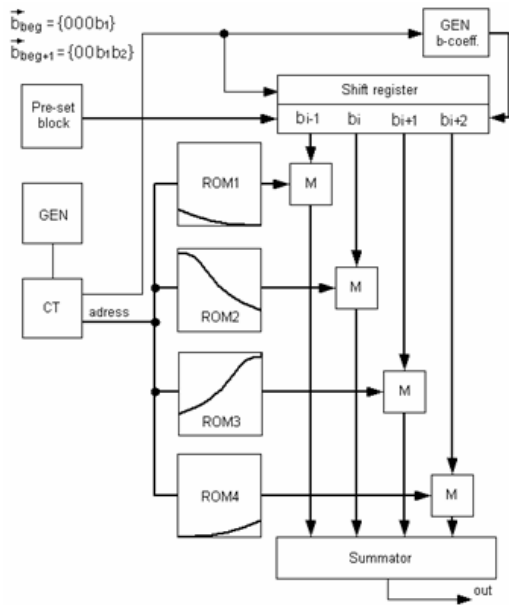 b beg = {000b1}
b beg+1 = {00b1b2}
GEN
b-coeff.
Shift register
bi-1 bi bi+1 bi+2
Pre-set
block
ROM1
M
GEN
ROM2
M
CT
adress
ROM3
M
ROM4
M
Summator
out